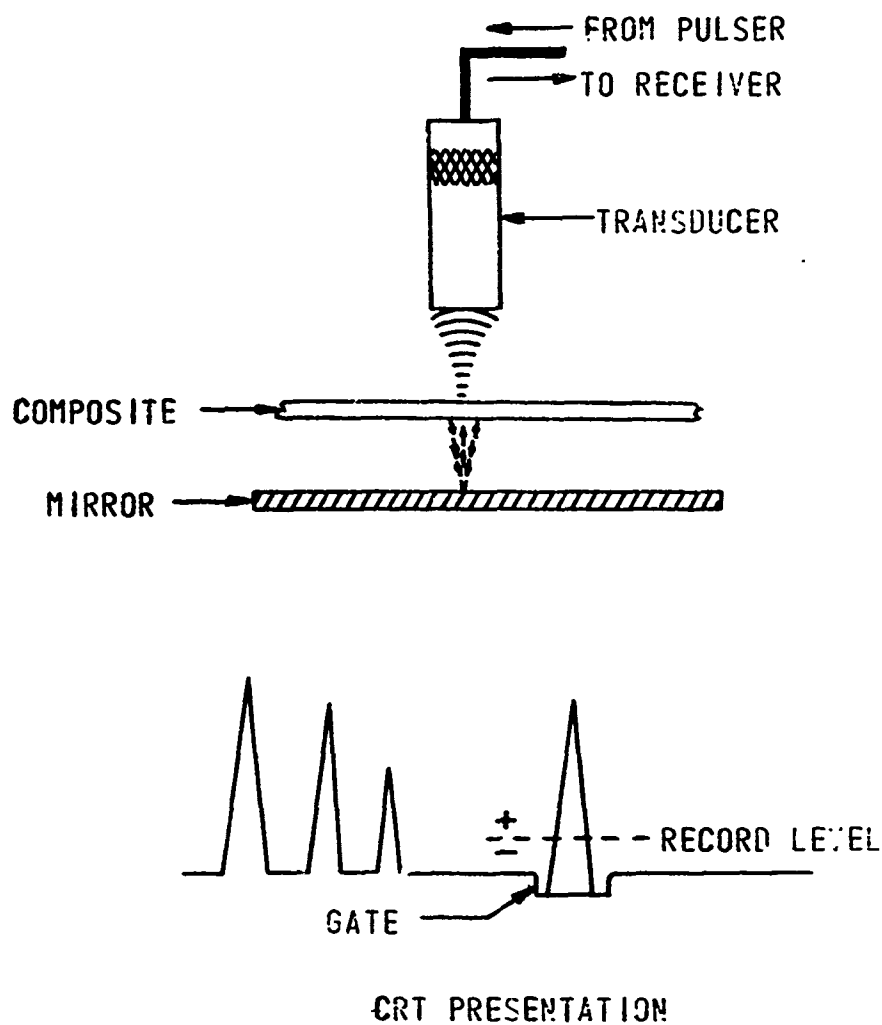 FROM PULSER
TO RECEIVER
TRANSDUCER
COMPOSITE
MIRROR
+
-
RECORD LEVEL
GATE
CRT PRESENTATION